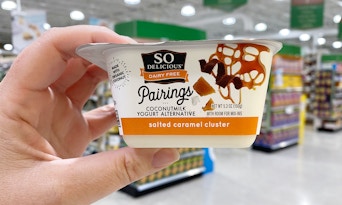 SO
DELICIOUS®
DAIRY FREE
Pairings
COCONUTMILK
YOGURT ALTERNATIVE
salted caramel cluster